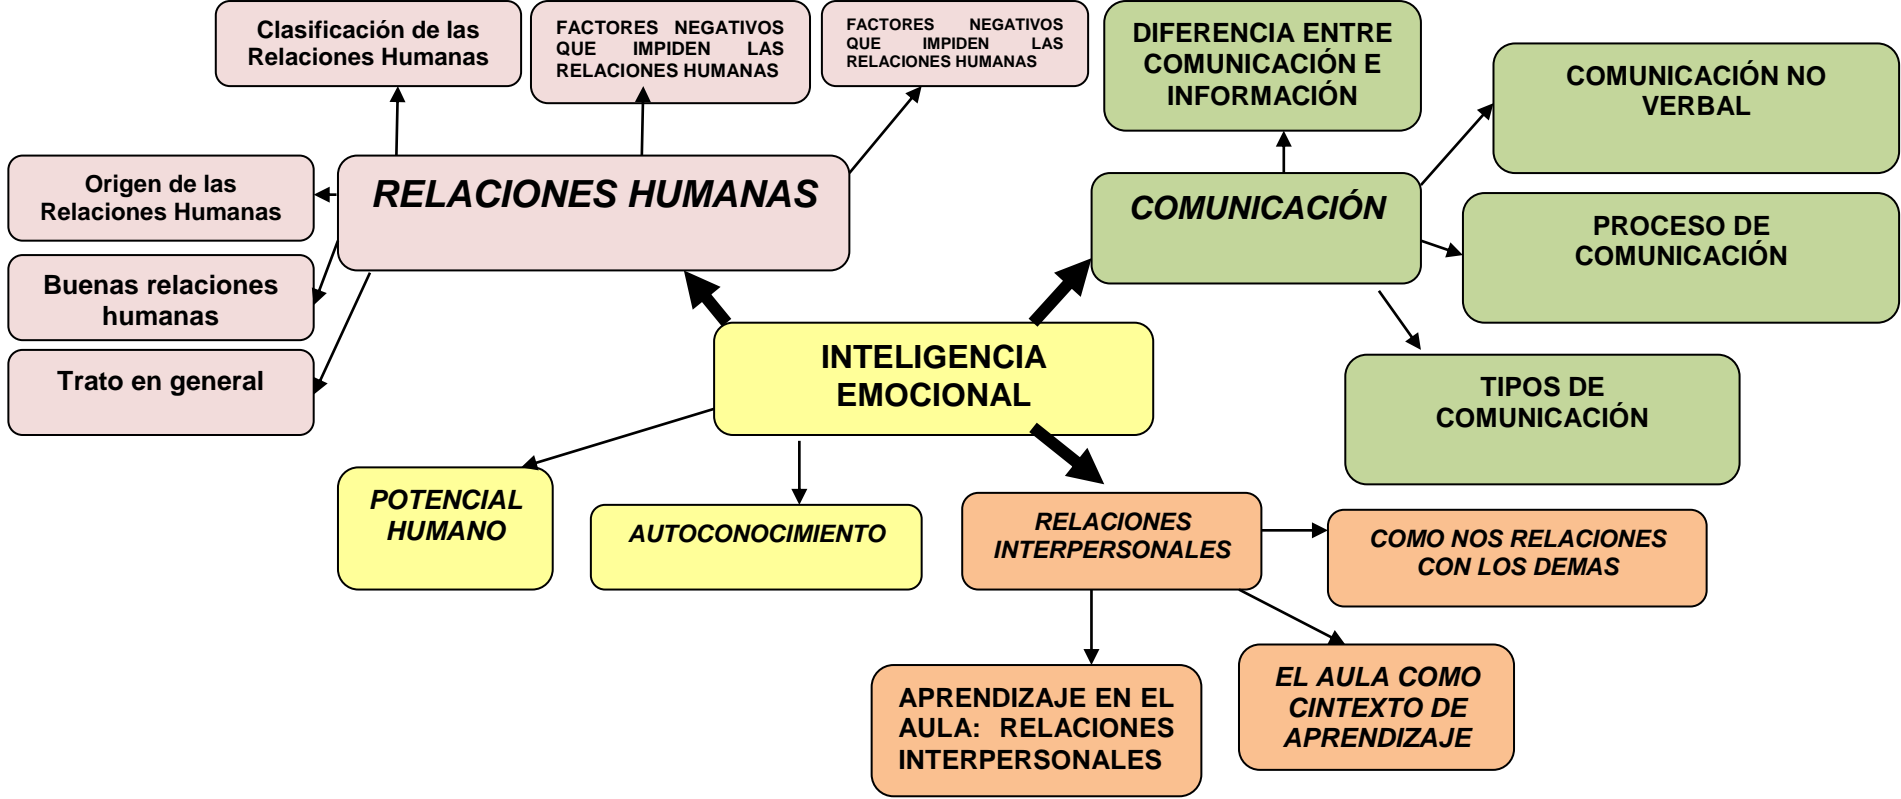 Clasificación de las
Relaciones Humanas
FACTORES NEGATIVOS
QUE IMPIDEN LAS
RELACIONES HUMANAS
FACTORES NEGATIVOS
QUE IMPIDEN LAS
RELACIONES HUMANAS
DIFERENCIA ENTRE
COMUNICACIÓN E
INFORMACIÓN
COMUNICACIÓN NO
VERBAL
Origen de las
Relaciones Humanas
RELACIONES HUMANAS
COMUNICACIÓN
PROCESO DE
COMUNICACIÓN
Buenas relaciones
humanas
Trato en general
INTELIGENCIA
EMOCIONAL
TIPOS DE
COMUNICACIÓN
POTENCIAL
HUMANO
AUTOCONOCIMIENTO
RELACIONES
INTERPERSONALES
COMO NOS RELACIONES
CON LOS DEMAS
APRENDIZAJE EN EL
AULA: RELACIONES
INTERPERSONALES
EL AULA COMO
CINTEXTO DE
APRENDIZAJE